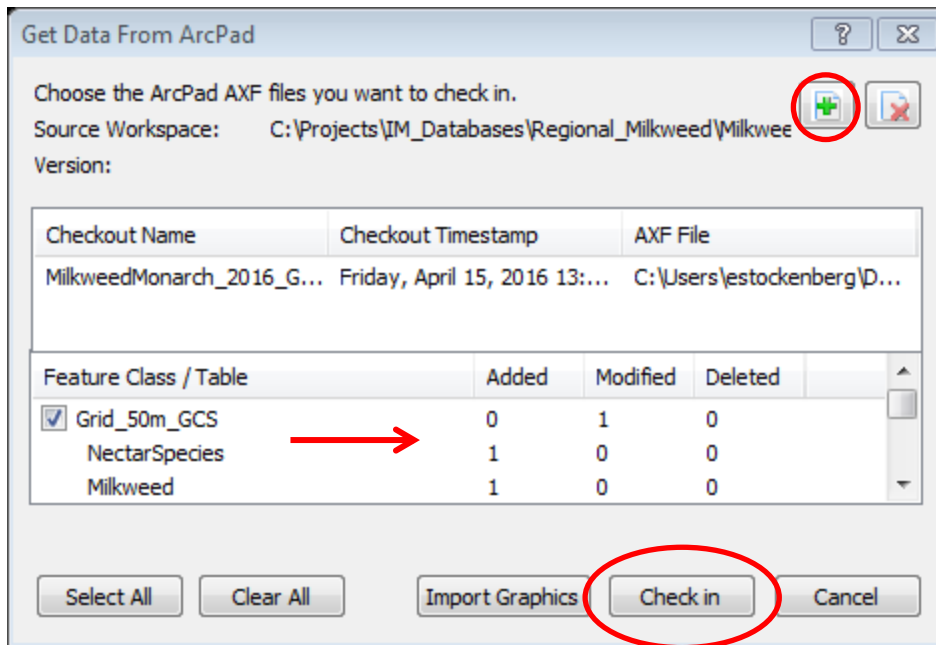 Get Data From ArcPad
Choose the ArcPad AXF files you want to check in.
Source Workspace: C:\Projects\IM_Databases\Regional_Milkweed\Milkwee
Version:
Checkout Name Checkout Timestamp AXF File
MilkweedMonarch_2016_G... Friday, April 15, 2016 13:... C:\Users\estockenberg\D...
Feature Class / Table Added Modified Deleted
Grid_50m_GCS 0 1 0
NectarSpecies 1 0 0
Milkweed 1 0 0
Select All Clear All Import Graphics Check in Cancel